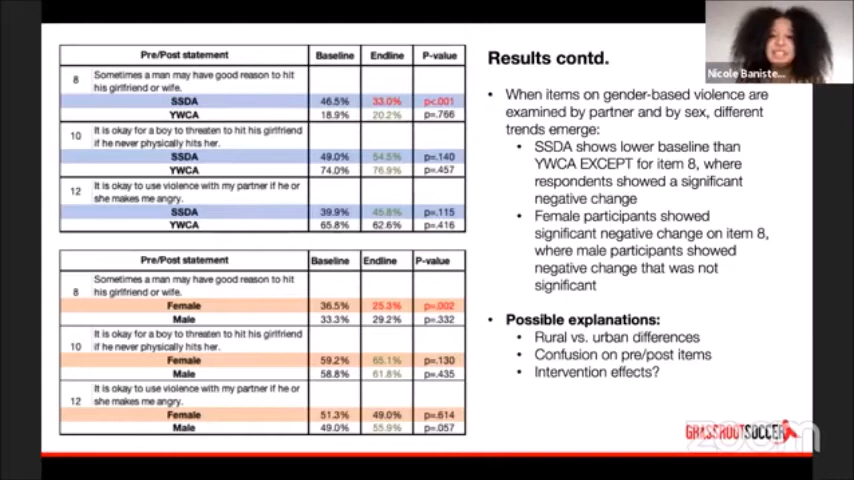 Pre/Post statement Baseline Endline P-value
8 Sometimes a man may have good reason to hit
his girlfriend or wife.
SSDA 46.5% 33.0% p<.001
YWCA 18.9% 20.2% p=.766
10 It is okay for a boy to threaten to hit his girlfriend
if he never physically hits her.
SSDA 49.0% 54.5% p=.140
YWCA 74.0% 76.9% p=.457
12 It is okay to use violence with my partner if he or
she makes me angry.
SSDA 39.9% 45.8% p=.115
YWCA 65.8% 62.6% p=.416
Pre/Post statement Baseline Endline P-value
8 Sometimes a man may have good reason to hit
his girlfriend or wife.
Female 36.5% 25.3% p=.002
Male 33.3% 29.2% p=.332
10 It is okay for a boy to threaten to hit his girlfriend
if he never physically hits her.
Female 59.2% 65.1% p=.130
Male 58.8% 61.8% p=.435
12 It is okay to use violence with my partner if he or
she makes me angry.
Female 51.3% 49.0% p=.614
Male 49.0% 55.9% p=.057
Nicole Baniste...
Results contd.
• When items on gender-based violence are
examined by partner and by sex, different
trends emerge:
• SSDA shows lower baseline than
YWCA EXCEPT for item 8, where
respondents showed a significant
negative change
• Female participants showed
significant negative change on item 8,
where male participants showed
negative change that was not
significant
• Possible explanations:
• Rural vs. urban differences
• Confusion on pre/post items
• Intervention effects?
GRASSROOTSOCCER
zoom